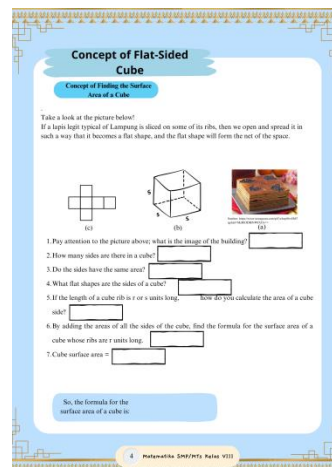 Concept of Flat-Sided
Cube
Concept of Finding the Surface
Area of a Cube
Take a look at the picture below!
If a lapis legit typical of Lampung is sliced on some of its ribs, then we open and spread it in
such a way that it becomes a flat shape, and the flat shape will form the net of the space.
s
s
s
(c)
(b)
(a)
1. Pay attention to the picture above; what is the image of the building?
2. How many sides are there in a cube?
3. Do the sides have the same area?
4. What flat shapes are the sides of a cube?
5. If the length of a cube rib is r or s units long, how do you calculate the area of a cube
side?
6. By adding the areas of all the sides of the cube, find the formula for the surface area of a
cube whose ribs are r units long.
7. Cube surface area =
So, the formula for the
surface area of a cube is:
4 Matematika SMP/MTs Kelas VIII